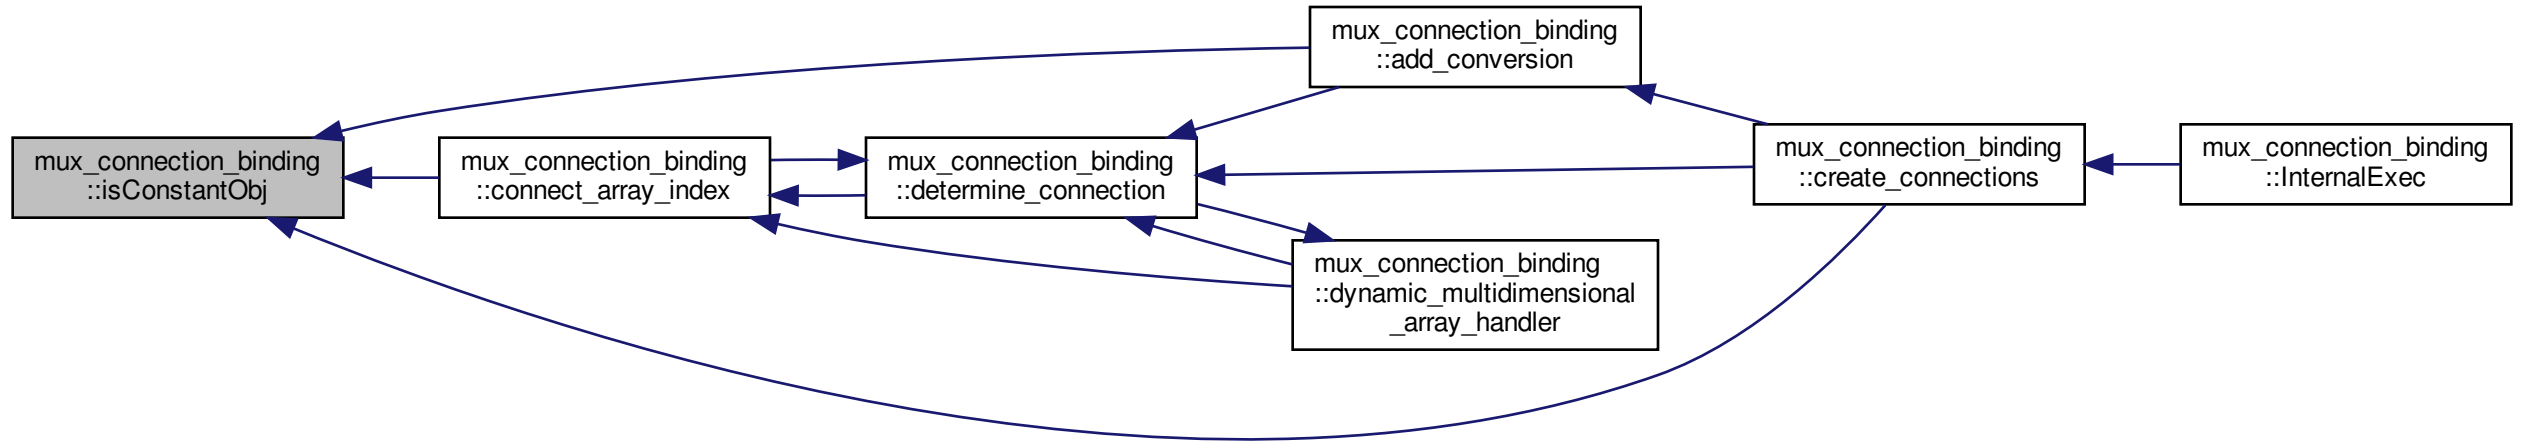 mux_connection_binding
::isConstantObj
mux_connection_binding
::connect_array_index
mux_connection_binding
::determine_connection
mux_connection_binding
::add_conversion
mux_connection_binding
::dynamic_multidimensional
_array_handler
mux_connection_binding
::create_connections
mux_connection_binding
::InternalExec